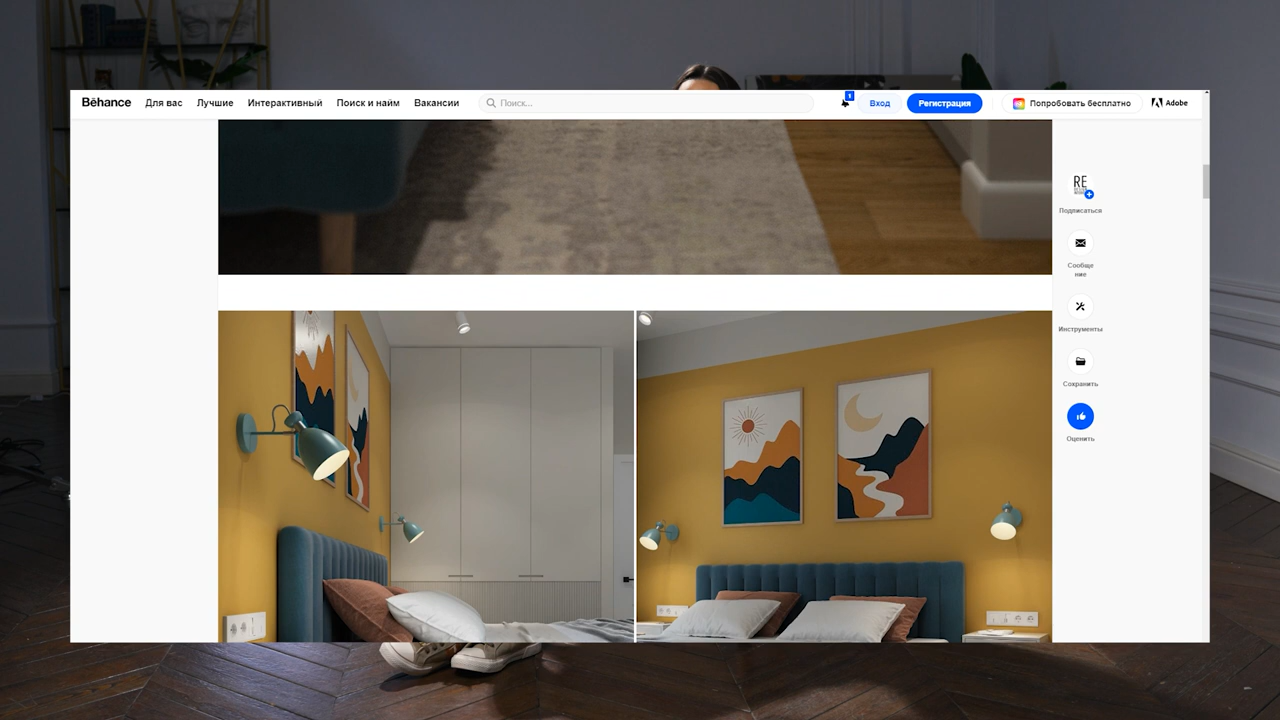 Bēhance Для вас Лучшие Интерактивный Поиск и найм Вакансии Поиск... 1 Вход Регистрация Попробовать бесплатно Adobe
RE
Подписаться
Сообще
ние
Инструменты
Сохранить
Оценить